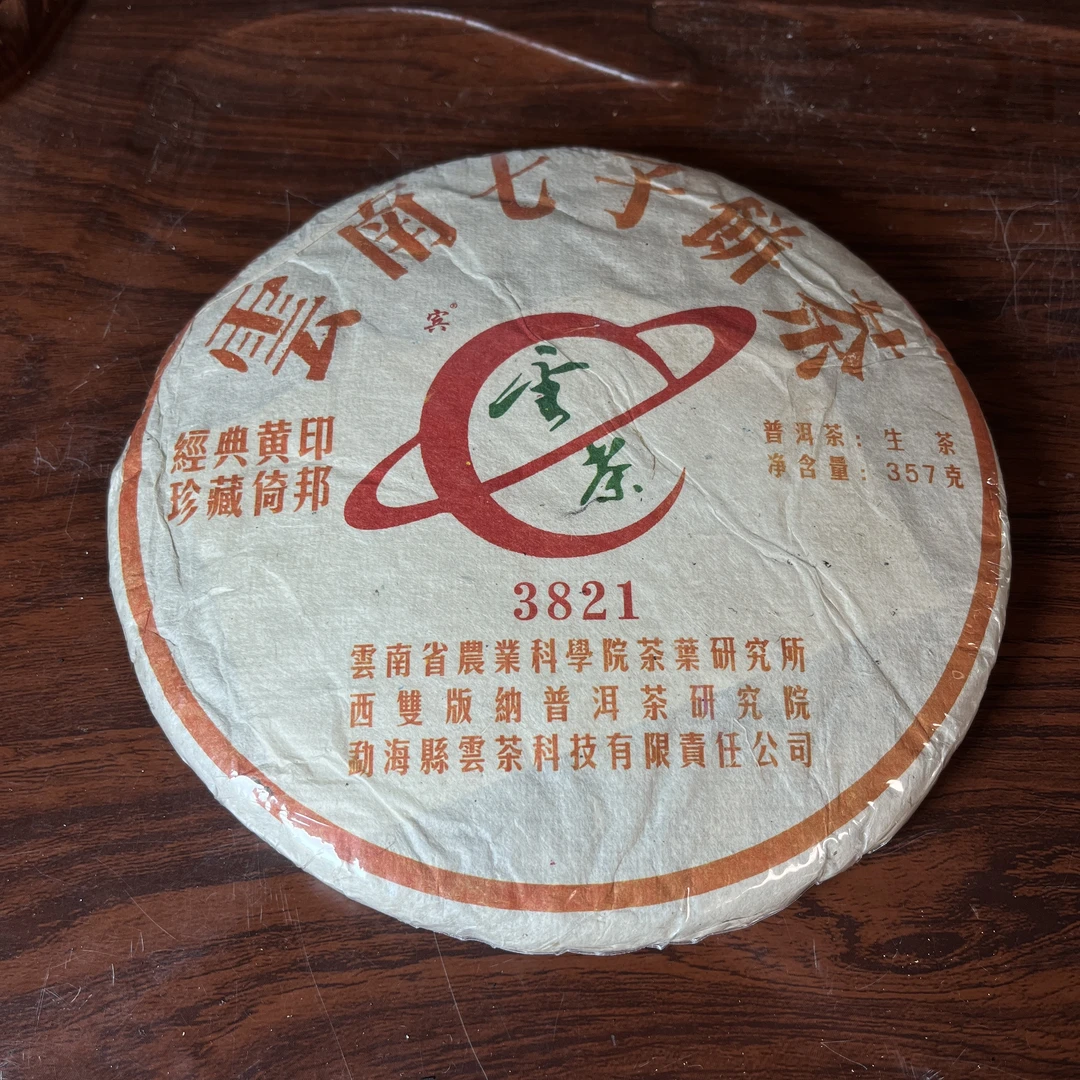 雲南七子餅茶
宾®
雲
茶
經典黄印
珍藏倚邦
普洱茶：生茶
净含量：357克
3821
雲南省農業科學院茶葉研究所
西雙版納普洱茶研究院
勐海縣雲茶科技有限責任公司